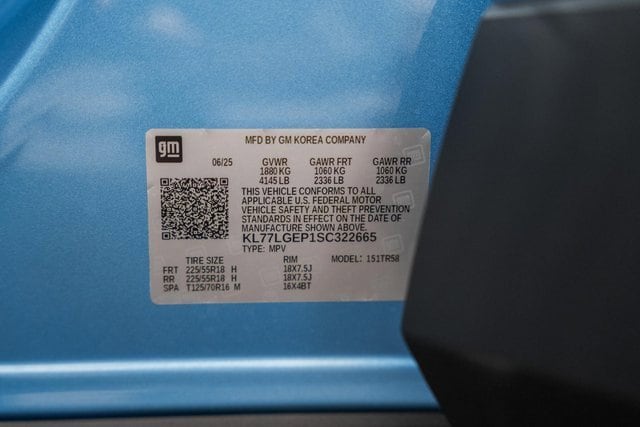 gm
MFD BY GM KOREA COMPANY
06/25 GVWR GAWR FRT GAWR RR
1880 KG 1060 KG 1060 KG
4145 LB 2336 LB 2336 LB
THIS VEHICLE CONFORMS TO ALL
APPLICABLE U.S. FEDERAL MOTOR
VEHICLE SAFETY AND THEFT PREVENTION
STANDARDS IN EFFECT ON THE DATE OF
MANUFACTURE SHOWN ABOVE.
KL77LGEP1SC322665
TYPE: MPV
TIRE SIZE RIM MODEL: 1S1TR58
FRT 225/55R18 H 18X7.5J
RR 225/55R18 H 18X7.5J
SPA T125/70R16 M 16X4BT